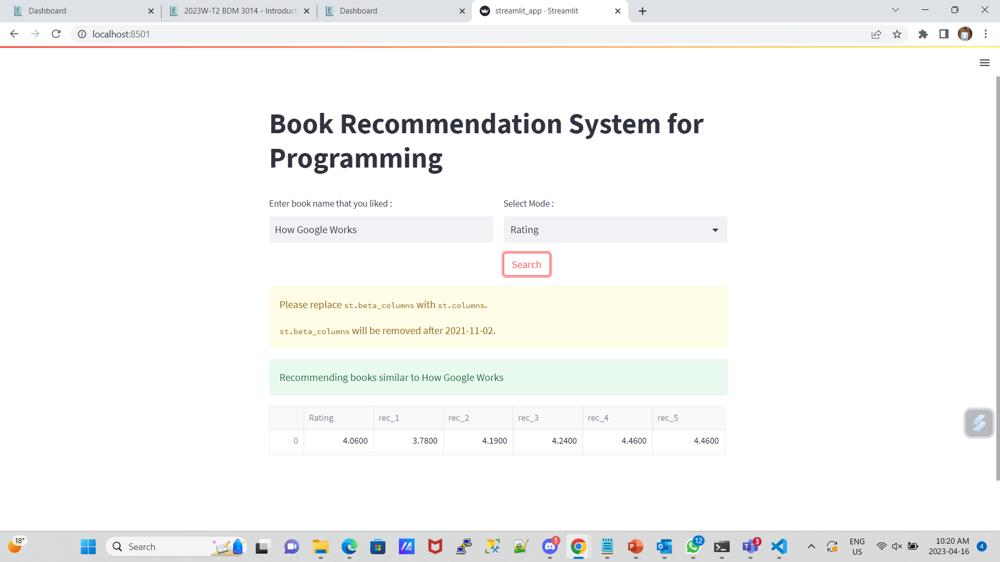 Dashboard
2023W-T2 BDM 3014 - Introduct
Dashboard
streamlit_app · Streamlit
localhost:8501
Book Recommendation System for
Programming
Enter book name that you liked :
Select Mode :
How Google Works
Rating
Search
Please replace st.beta_columns with st.columns.
st.beta_columns will be removed after 2021-11-02.
Recommending books similar to How Google Works
Rating rec_1 rec_2 rec_3 rec_4 rec_5
0 4.0600 3.7800 4.1900 4.2400 4.4600 4.4600
18°
Search
1
12
3
ENG
US
10:20 AM
2023-04-16
4